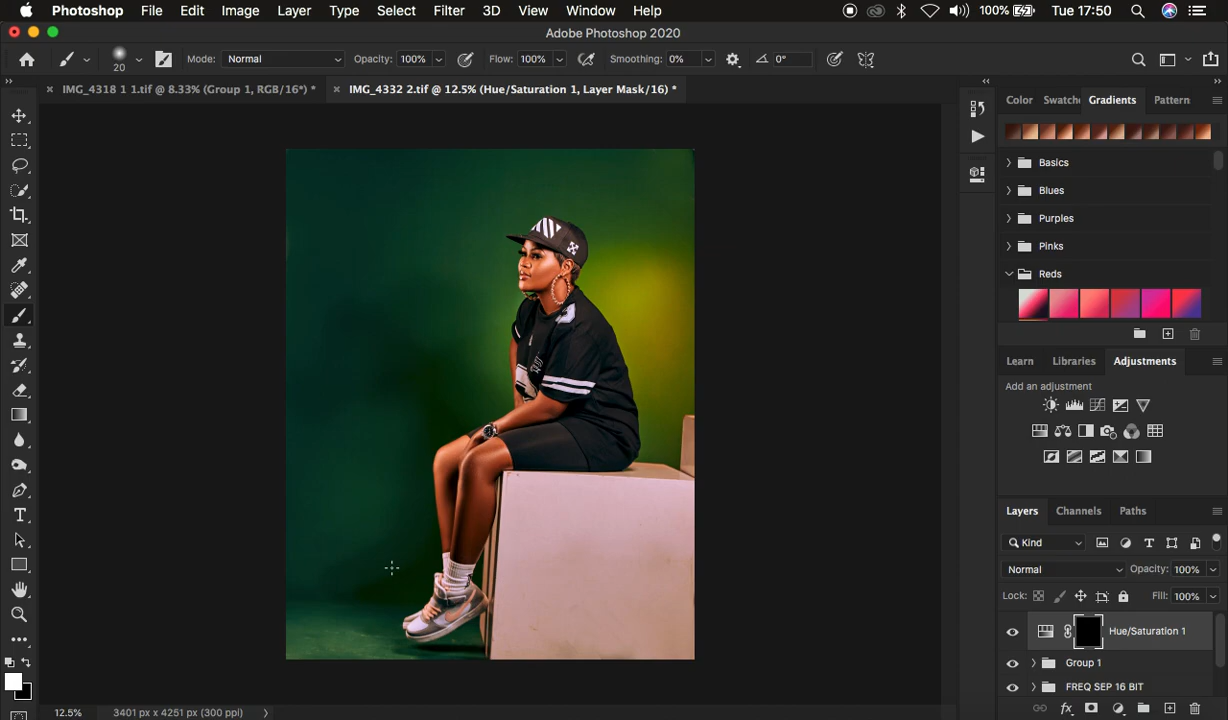 Photoshop File Edit Image Layer Type Select Filter 3D View Window Help 100% Tue 17:50
Adobe Photoshop 2020
20 Mode: Normal Opacity: 100% Flow: 100% Smoothing: 0% 0°
IMG_4318 1 1.tif @ 8.33% (Group 1, RGB/16*) * IMG_4332 2.tif @ 12.5% (Hue/Saturation 1, Layer Mask/16) *
Color Swatche Gradients Pattern
Basics
Blues
Purples
Pinks
Reds
Learn Libraries Adjustments
Add an adjustment
Layers Channels Paths
Kind
Normal Opacity: 100%
Lock: Fill: 100%
Hue/Saturation 1
Group 1
FREQ SEP 16 BIT
12.5% 3401 px x 4251 px (300 ppi)